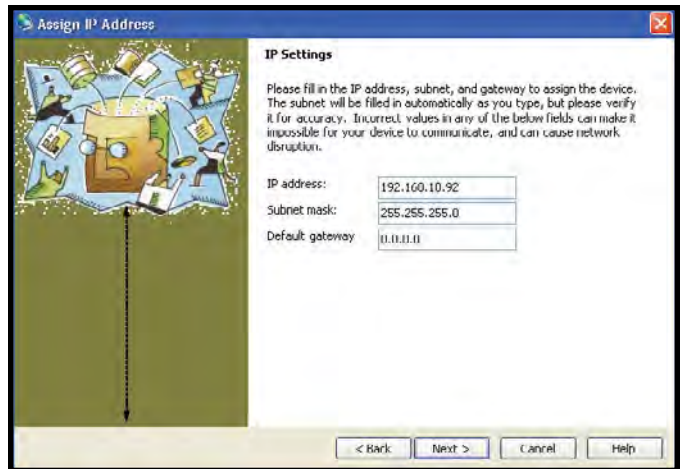 Assign IP Address
IP Settings
Please fill in the IP address, subnet, and gateway to assign the device.
The subnet will be filled in automatically as you type, but please verify
it for accuracy. Incorrect values in any of the below fields can make it
impossible for your device to communicate, and can cause network
disruption.
IP address: 192.160.10.92
Subnet mask: 255.255.255.0
Default gateway 0.0.0.0
< Back Next > Cancel Help